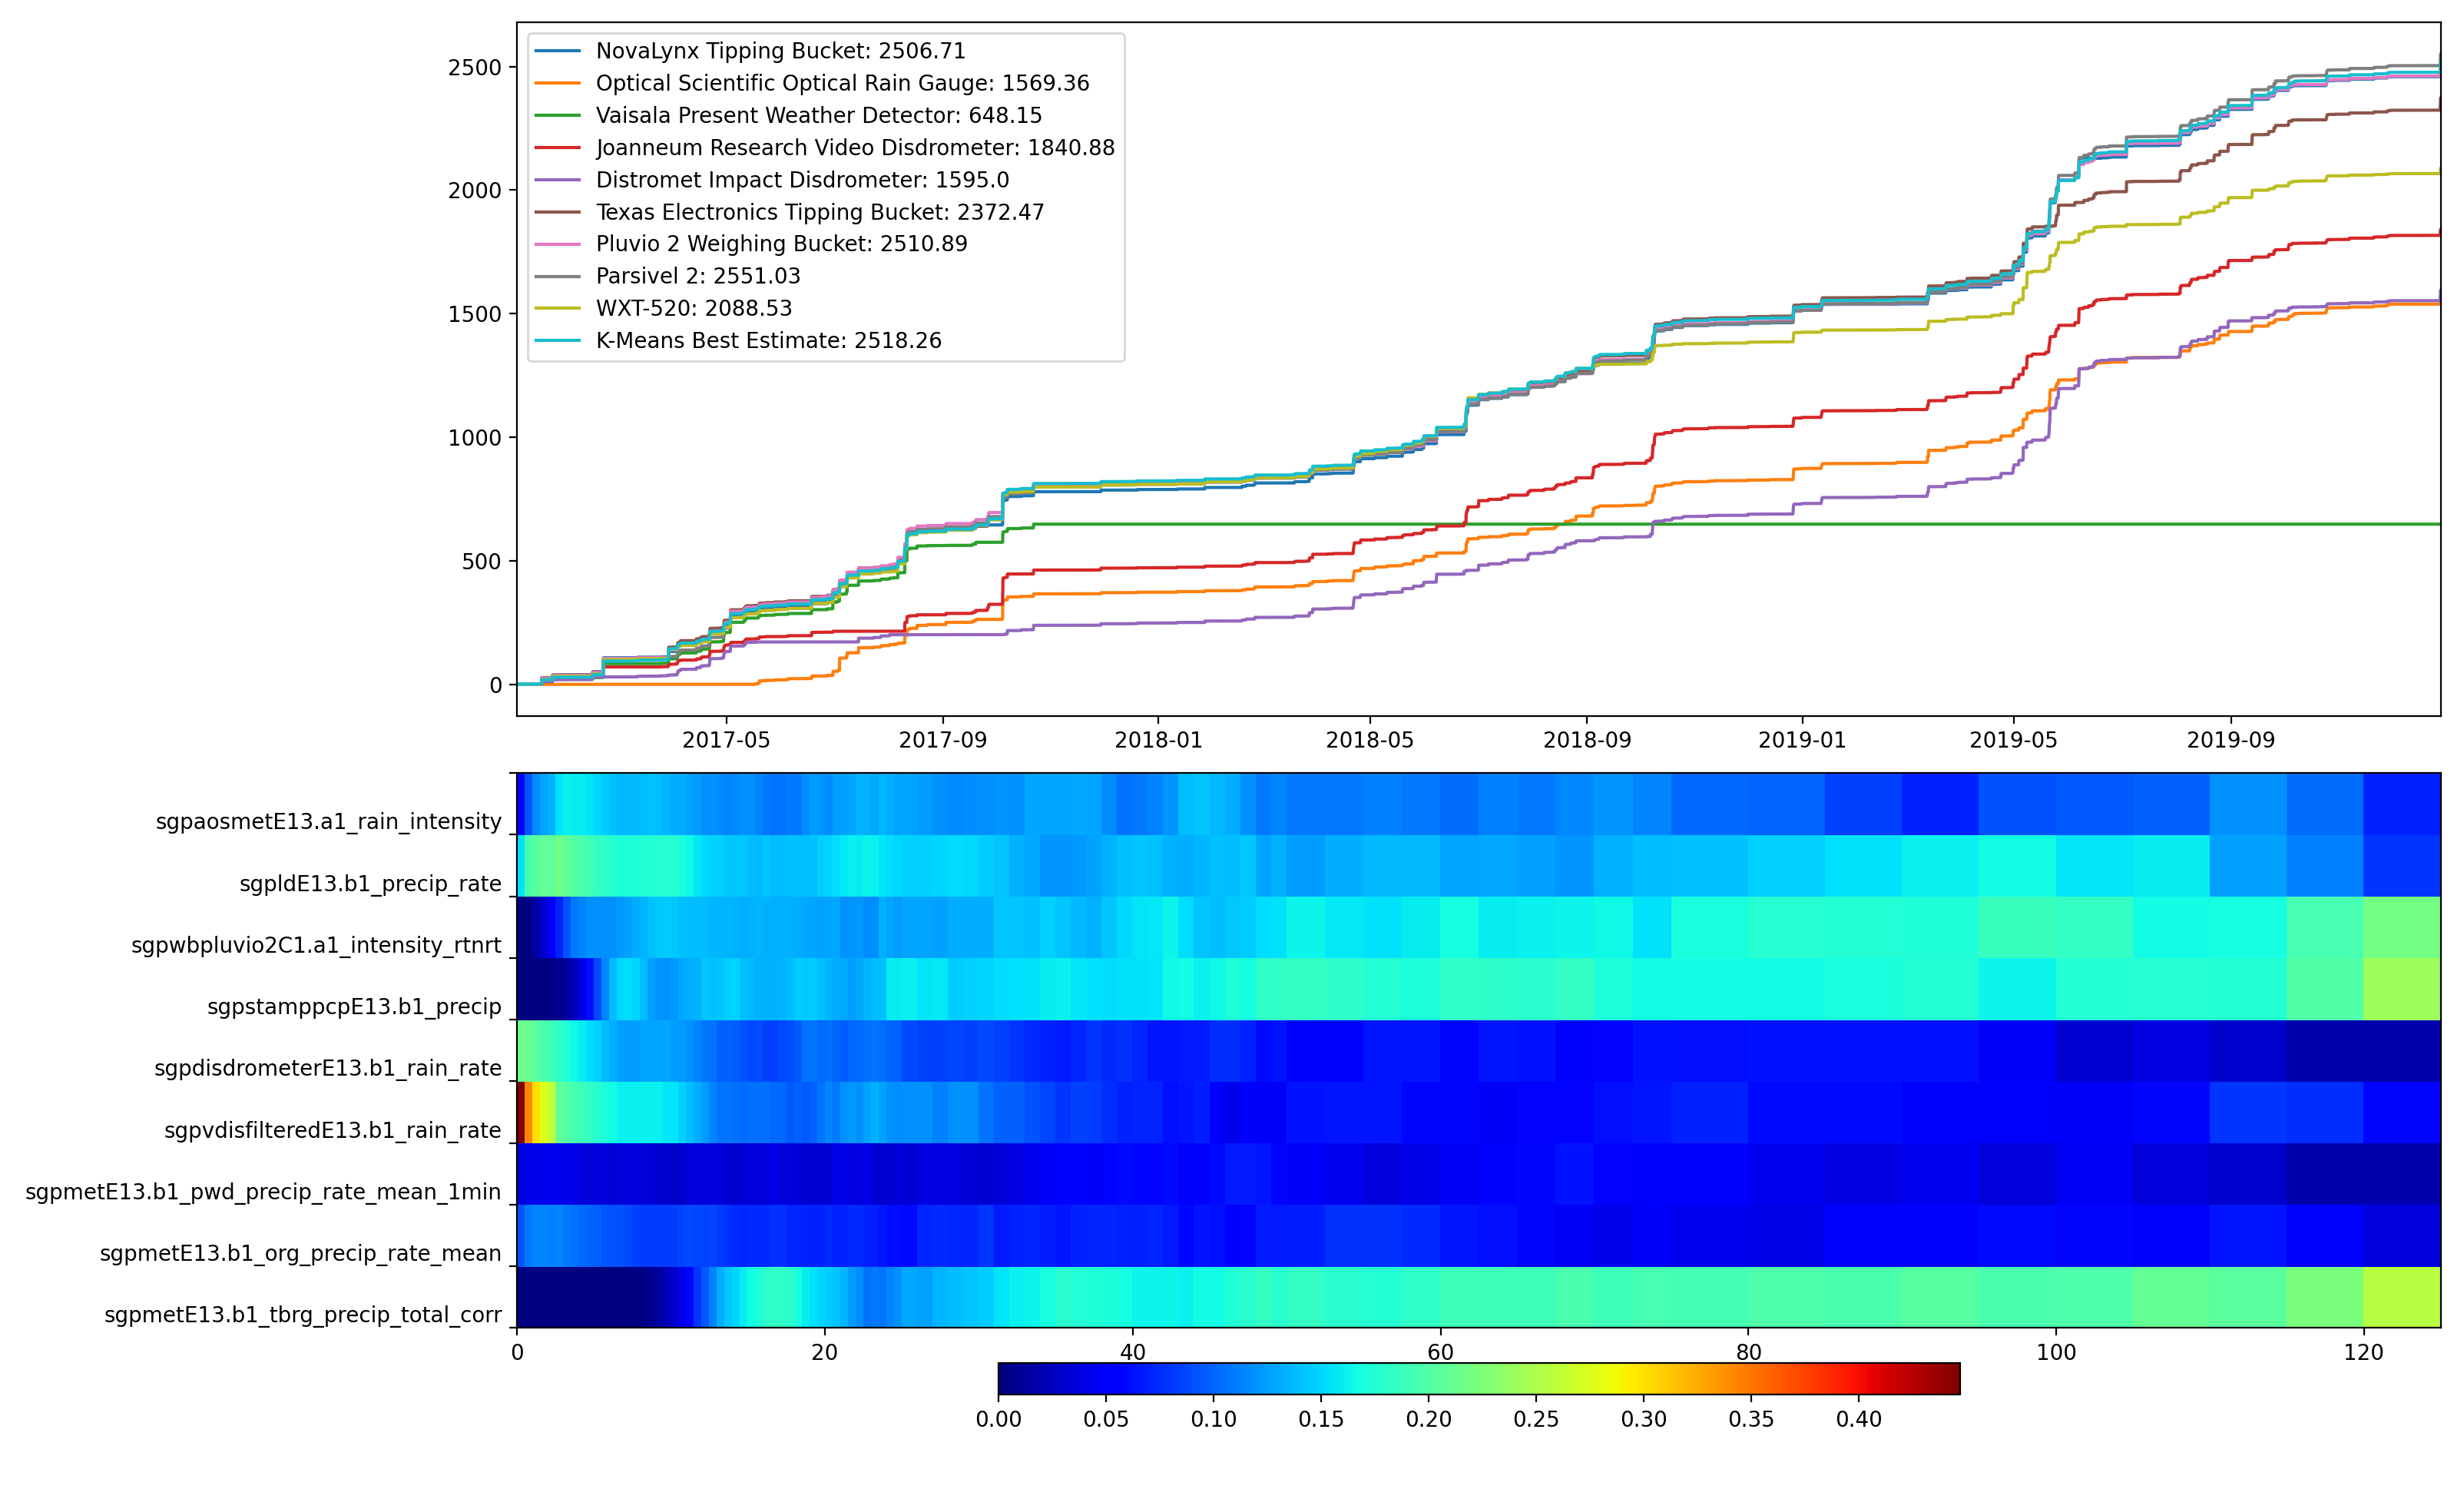 2500
2000
1500
1000
500
0
NovaLynx Tipping Bucket: 2506.71
Optical Scientific Optical Rain Gauge: 1569.36
Vaisala Present Weather Detector: 648.15
Joanneum Research Video Disdrometer: 1840.88
Distromet Impact Disdrometer: 1595.0
Texas Electronics Tipping Bucket: 2372.47
Pluvio 2 Weighing Bucket: 2510.89
Parsivel 2: 2551.03
WXT-520: 2088.53
K-Means Best Estimate: 2518.26
2017-05 2017-09 2018-01 2018-05 2018-09 2019-01 2019-05 2019-09
sgpaosmetE13.a1_rain_intensity
sgpldE13.b1_precip_rate
sgpwbpluvio2C1.a1_intensity_rtnrt
sgpstamppcpE13.b1_precip
sgpdisdrometerE13.b1_rain_rate
sgpvdisfilteredE13.b1_rain_rate
sgpmetE13.b1_pwd_precip_rate_mean_1min
sgpmetE13.b1_org_precip_rate_mean
sgpmetE13.b1_tbrg_precip_total_corr
0 20 40 60 80 100 120
0.00 0.05 0.10 0.15 0.20 0.25 0.30 0.35 0.40